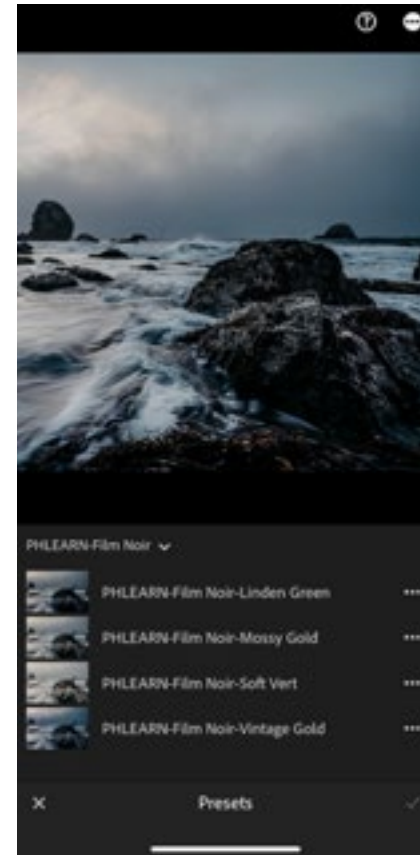 PHLEARN-Film Noir
PHLEARN-Film Noir-Linden Green
PHLEARN-Film Noir-Mossy Gold
PHLEARN-Film Noir-Soft Vert
PHLEARN-Film Noir-Vintage Gold
Presets